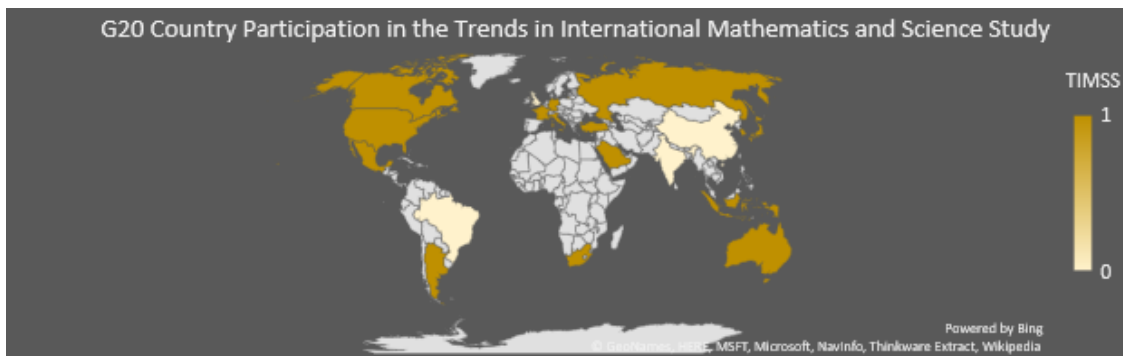 G20 Country Participation in the Trends in International Mathematics and Science Study
TIMSS
1
0
Powered by Bing
© GeoNames, HERE, MSFT, Microsoft, NavInfo, Thinkware Extract, Wikipedia